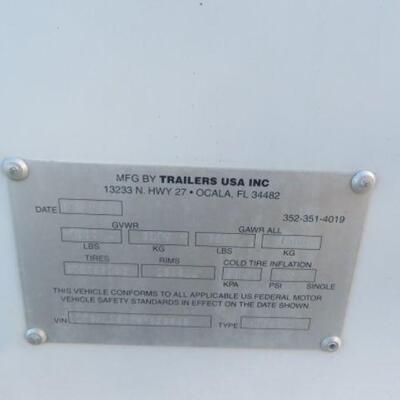 MFG BY TRAILERS USA INC
13233 N. HWY 27 • OCALA, FL 34482
DATE
352-351-4019
GVWR GAWR ALL
LBS KG LBS KG
TIRES RIMS COLD TIRE INFLATION
KPA PSI SINGLE
THIS VEHICLE CONFORMS TO ALL APPLICABLE US FEDERAL MOTOR
VEHICLE SAFETY STANDARDS IN EFFECT ON THE DATE SHOWN.
VIN TYPE